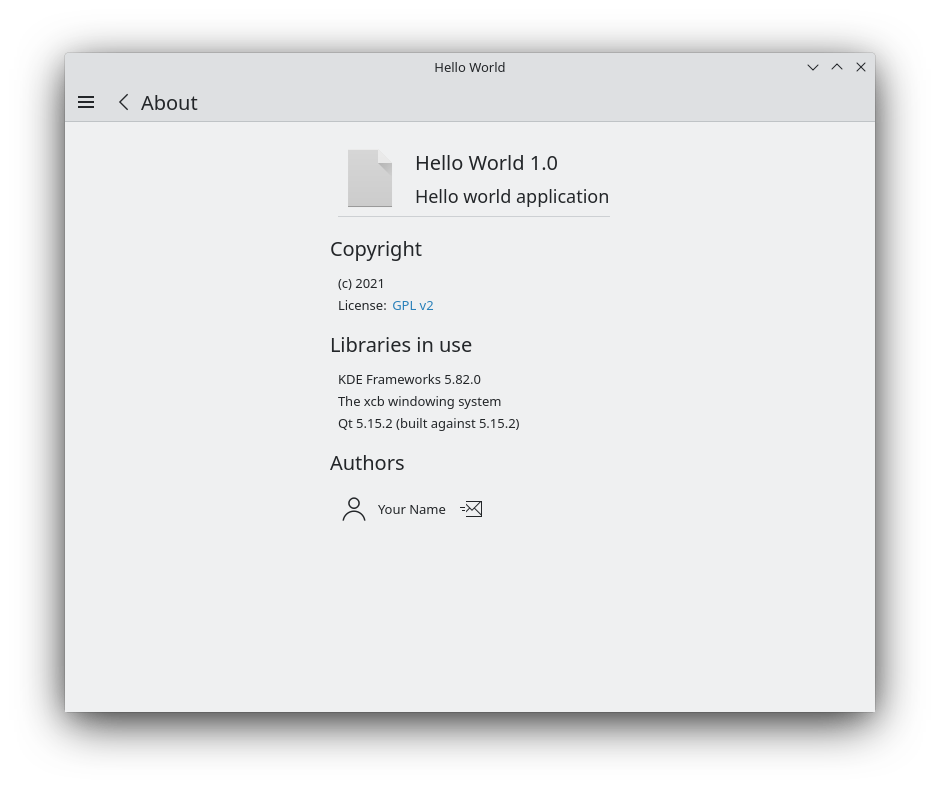 Hello World
About
Hello World 1.0
Hello world application
Copyright
(c) 2021
License: GPL v2
Libraries in use
KDE Frameworks 5.82.0
The xcb windowing system
Qt 5.15.2 (built against 5.15.2)
Authors
Your Name